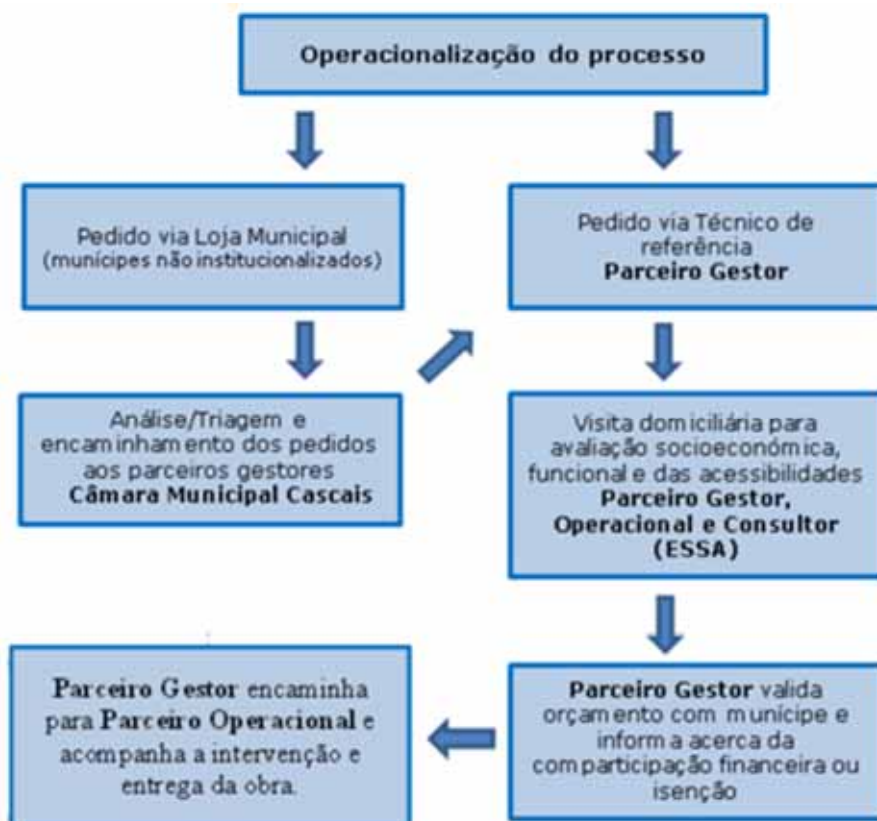 Operacionalização do processo
Pedido via Loja Municipal
(munícipes não institucionalizados)
Pedido via Técnico de
referência
Parceiro Gestor
Análise/Triagem e
encaminhamento dos pedidos
aos parceiros gestores
Câmara Municipal Cascais
Visita domiciliária para
avaliação socioeconómica,
funcional e das acessibilidades
Parceiro Gestor,
Operacional e Consultor
(ESSA)
Parceiro Gestor valida
orçamento com munícipe e
informa acerca da
comparticipação financeira ou
isenção
Parceiro Gestor encaminha
para Parceiro Operacional e
acompanha a intervenção e
entrega da obra.